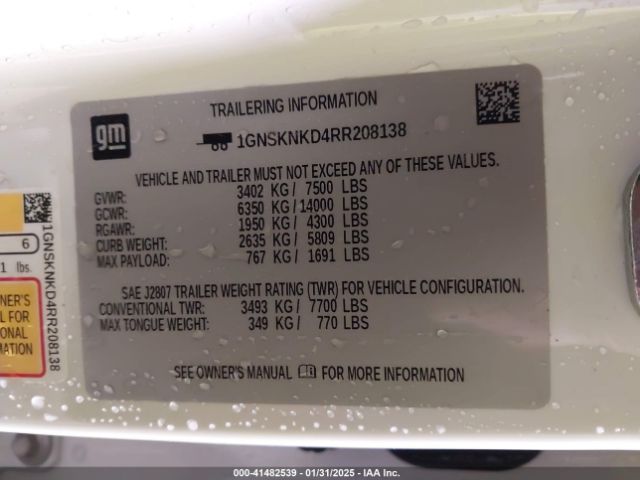 TRAILERING INFORMATION
gm
1GNSKNKD4RR208138
VEHICLE AND TRAILER MUST NOT EXCEED ANY OF THESE VALUES.
GVWR: 3402 KG/ 7500 LBS
GCWR: 6350 KG/14000 LBS
RGAWR: 1950 KG/ 4300 LBS
CURB WEIGHT: 2635 KG/ 5809 LBS
MAX PAYLOAD: 767 KG/ 1691 LBS
SAE J2807 TRAILER WEIGHT RATING (TWR) FOR VEHICLE CONFIGURATION.
CONVENTIONAL TWR: 3493 KG/ 7700 LBS
MAX TONGUE WEIGHT: 349 KG/ 770 LBS
SEE OWNER'S MANUAL FOR MORE INFORMATION
1GNSKNKD4RR208138
6
1 lbs.
OWNER'S
FOR
000-41482539 - 01/31/2025 - IAA Inc.